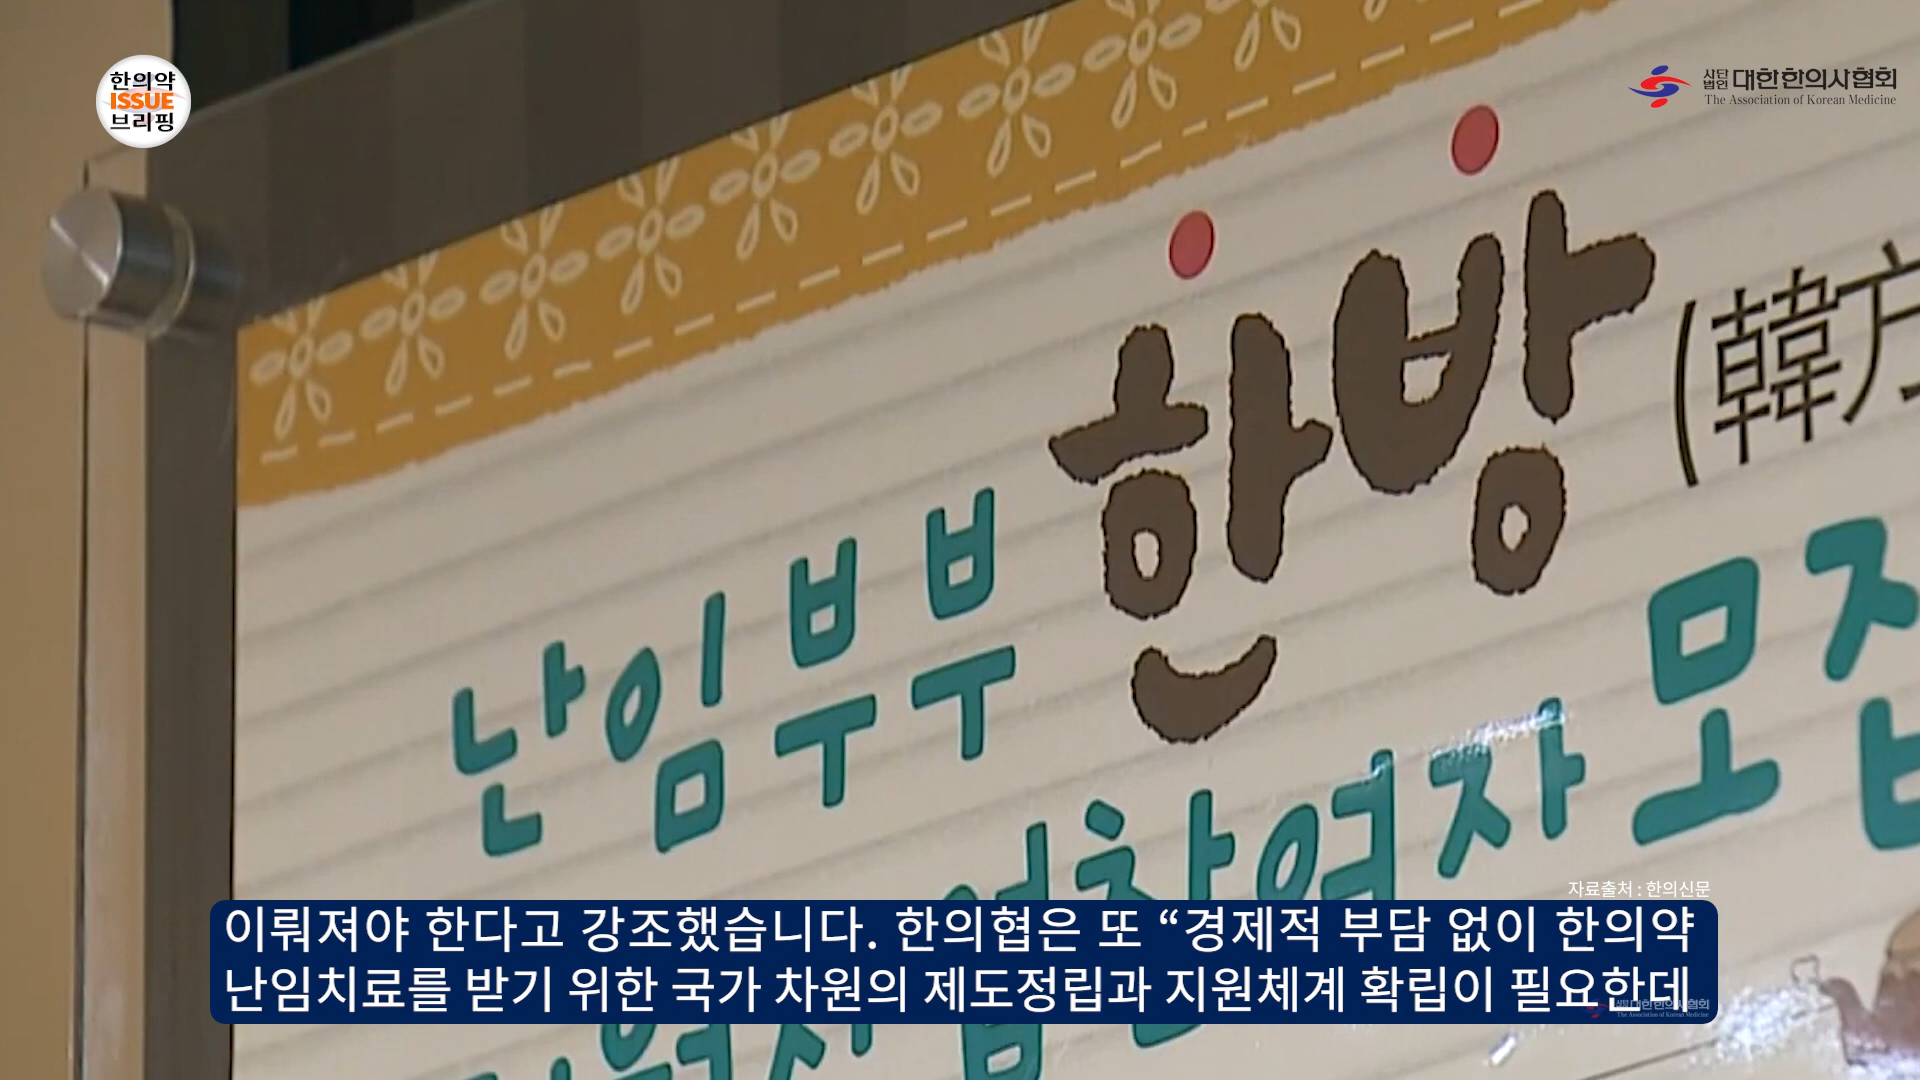 한의약
ISSUE
브리핑
사단
법인 대한한의사협회
The Association of Korean Medicine
한방
(韓方
난임부부
참여자 모집
자료출처 : 한의신문
이뤄져야 한다고 강조했습니다. 한의협은 또 “경제적 부담 없이 한의약
난임치료를 받기 위한 국가 차원의 제도정립과 지원체계 확립이 필요한데